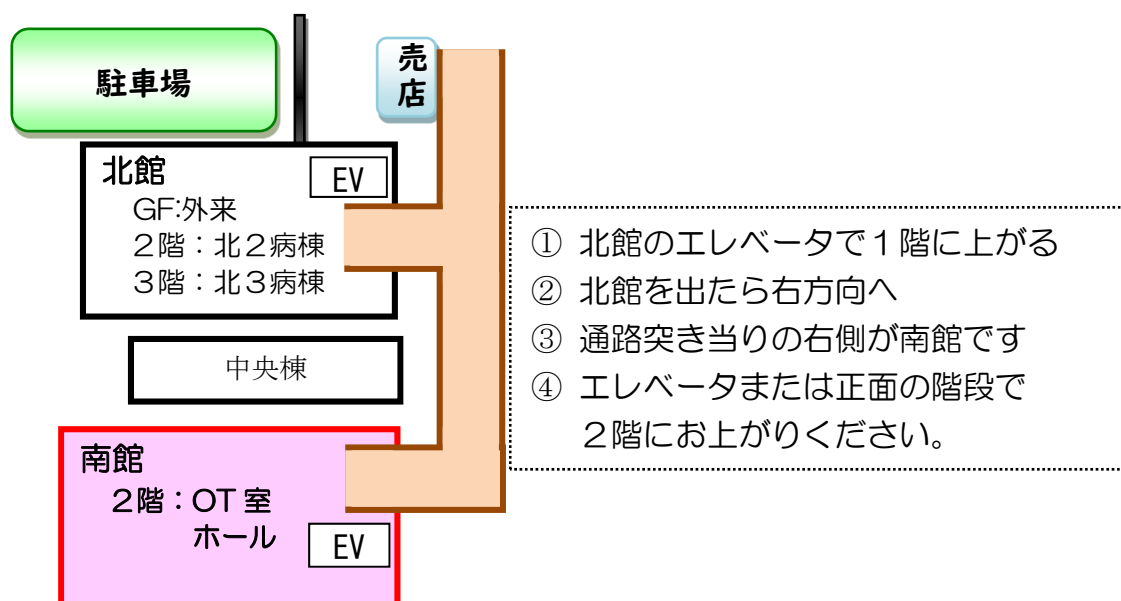 駐車場
売店
北館
EV
GF:外来
２階：北２病棟
３階：北３病棟
中央棟
南館
２階：OT 室
ホール
EV
① 北館のエレベータで１階に上がる
② 北館を出たら右方向へ
③ 通路突き当りの右側が南館です
④ エレベータまたは正面の階段で
２階にお上がりください。